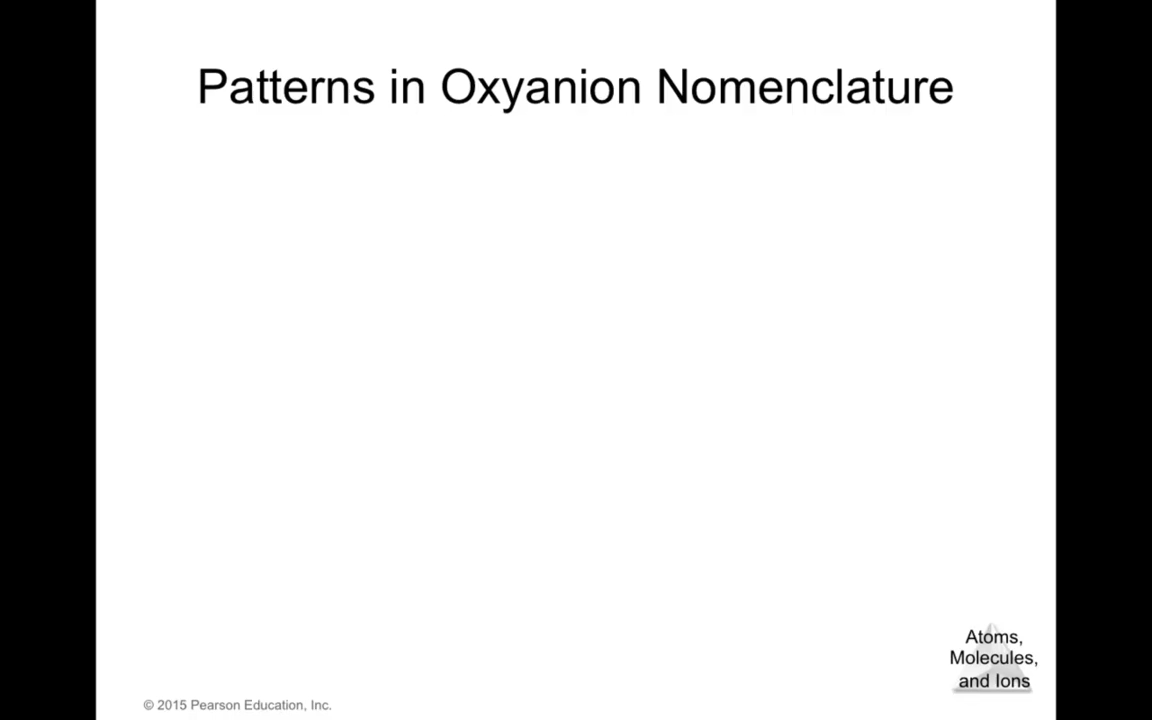 Patterns in Oxyanion Nomenclature
Atoms,
Molecules,
and Ions
© 2015 Pearson Education, Inc.